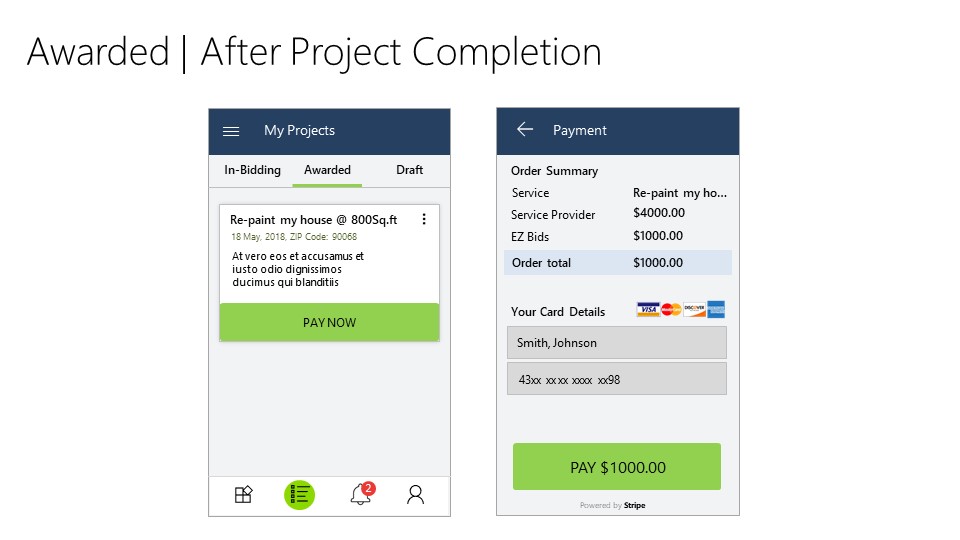 Awarded | After Project Completion
My Projects
In-Bidding Awarded Draft
Re-paint my house @ 800Sq.ft
18 May, 2018, ZIP Code: 90068
At vero eos et accusamus et
iusto odio dignissimos
ducimus qui blanditiis
PAY NOW
2
Payment
Order Summary
Service Re-paint my ho...
Service Provider $4000.00
EZ Bids $1000.00
Order total $1000.00
Your Card Details VISA MasterCard DISCOVER
Smith, Johnson
43xx xxxx xxxx xx98
PAY $1000.00
Powered by Stripe